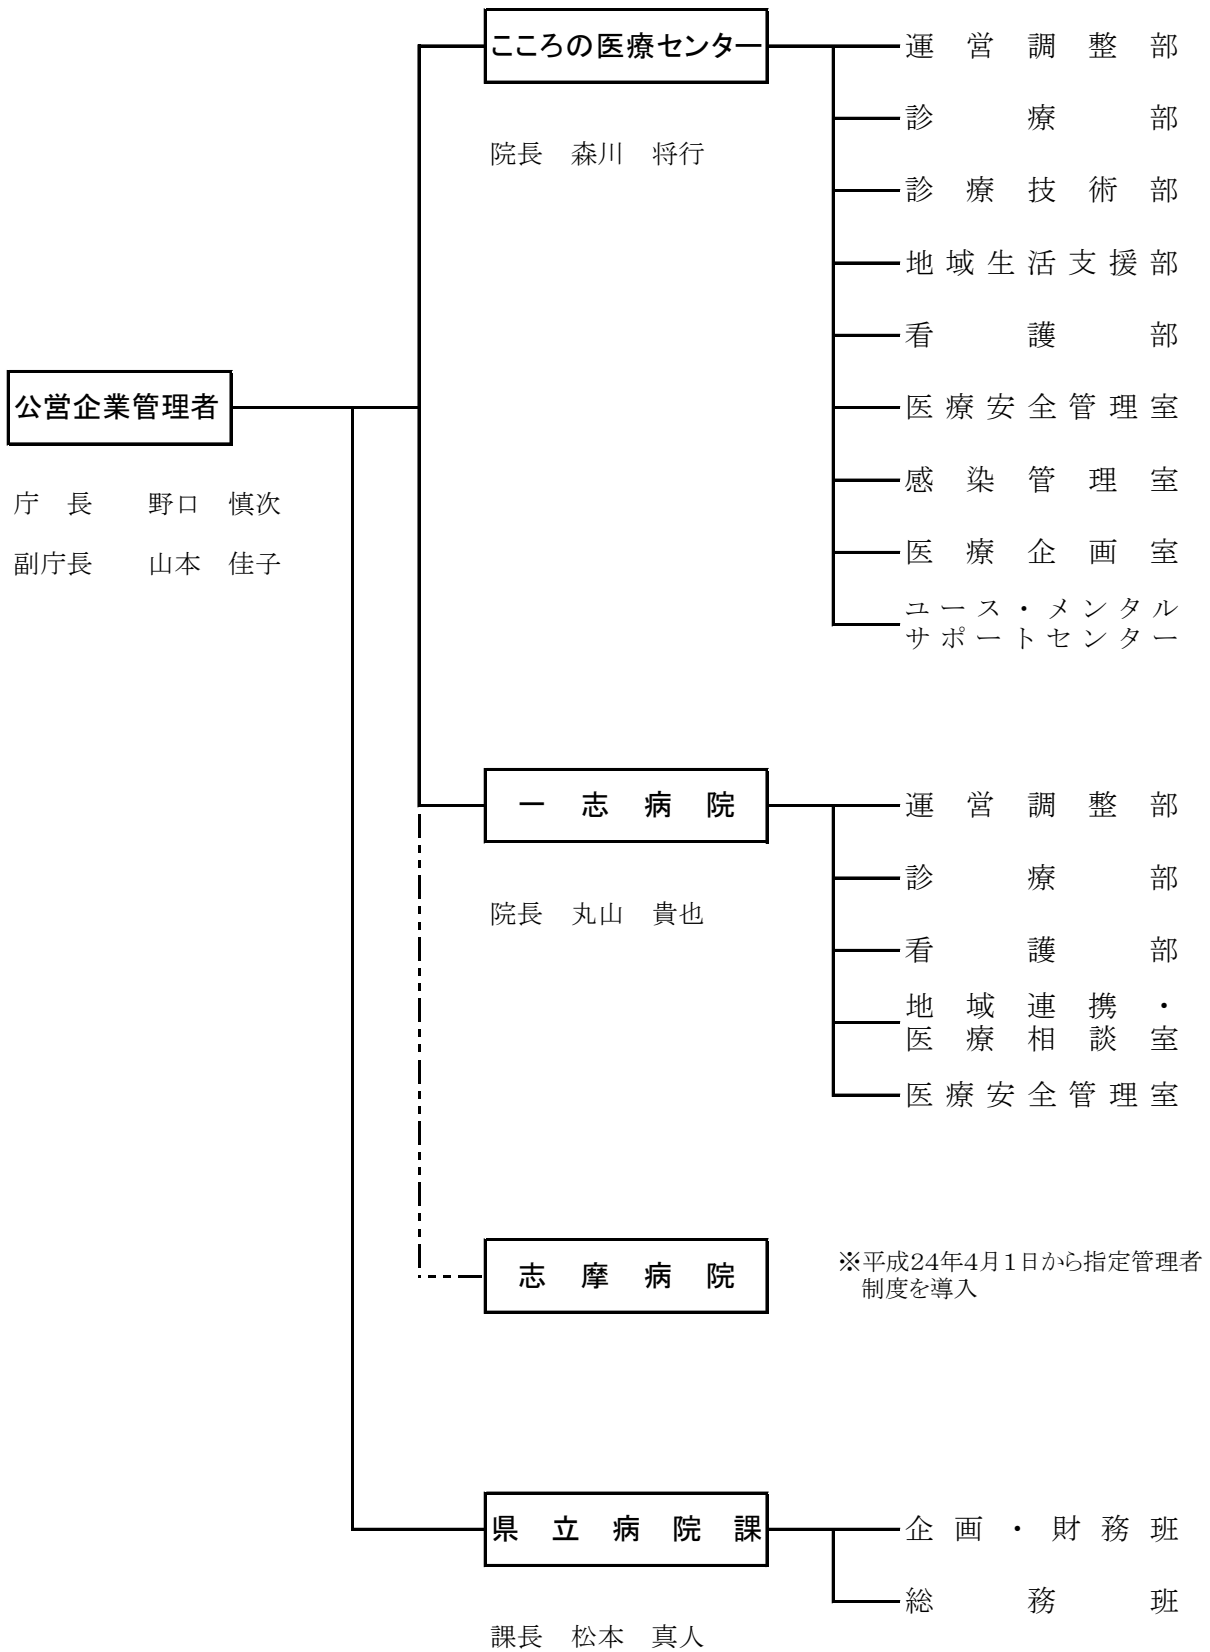 公営企業管理者
庁　長　　野口　慎次
副庁長　　山本　佳子
こころの医療センター
院長　森川　将行
運営調整部
診療部
診療技術部
地域生活支援部
看護部
医療安全管理室
感染管理室
医療企画室
ユース・メンタル
サポートセンター
一志病院
院長　丸山　貴也
運営調整部
診療部
看護部
地域連携・
医療相談室
医療安全管理室
志摩病院
※平成24年4月1日から指定管理者
制度を導入
県立病院課
課長　松本　真人
企画・財務班
総務班